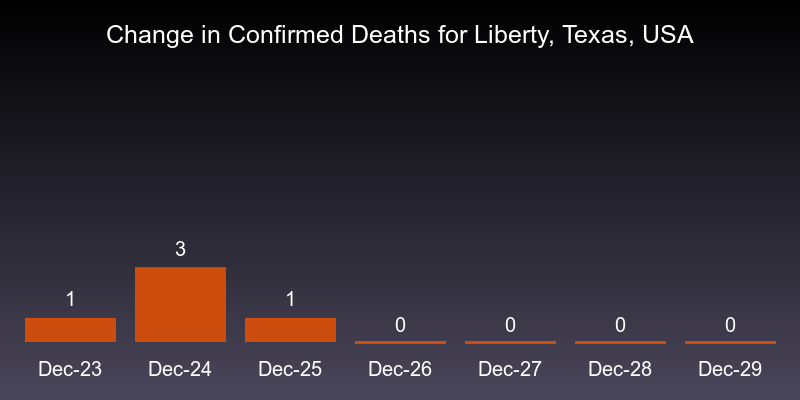 Change in Confirmed Deaths for Liberty, Texas, USA
1 3 1 0 0 0 0
Dec-23 Dec-24 Dec-25 Dec-26 Dec-27 Dec-28 Dec-29